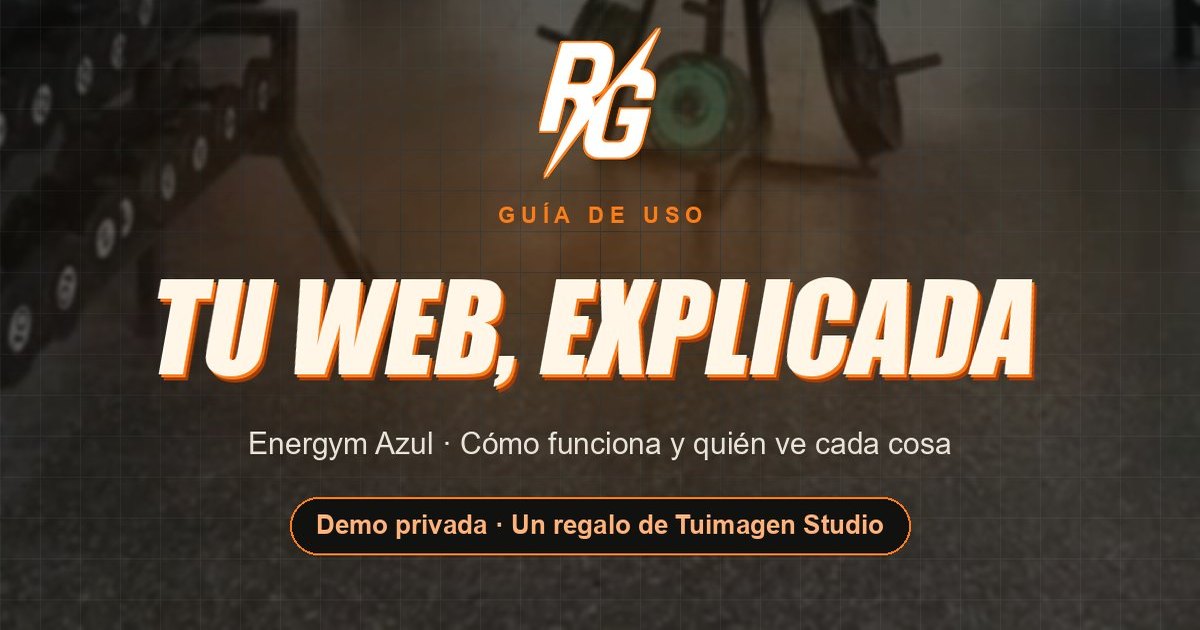 RG
GUÍA DE USO
TU WEB, EXPLICADA
Energym Azul · Cómo funciona y quién ve cada cosa
Demo privada · Un regalo de Tuimagen Studio